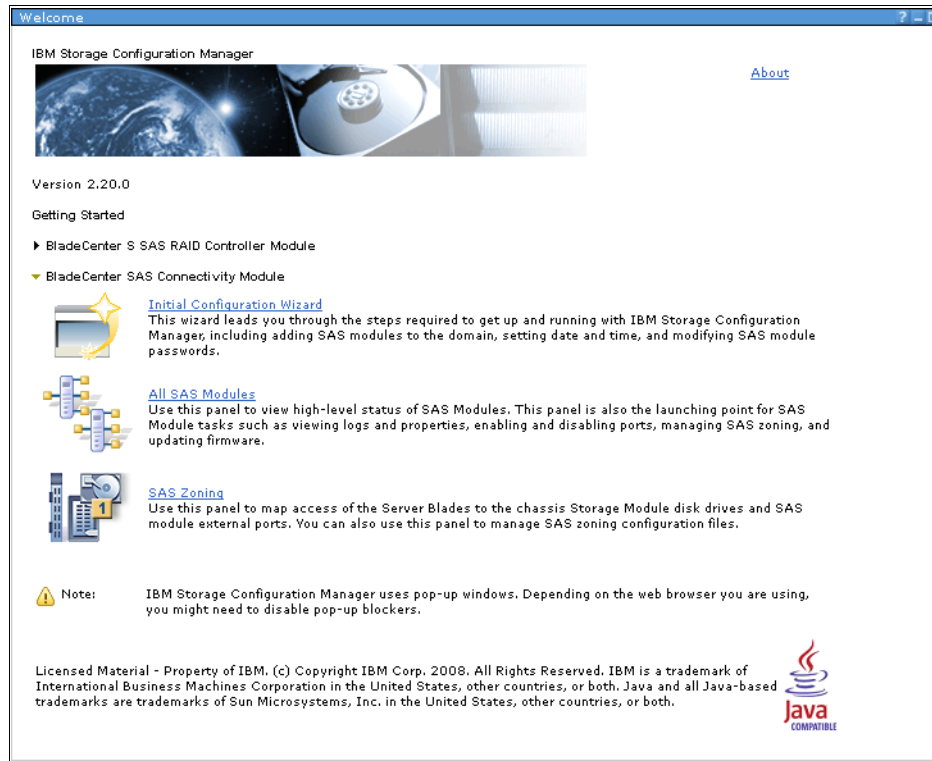 Welcome
IBM Storage Configuration Manager
About
Version 2.20.0
Getting Started
BladeCenter S SAS RAID Controller Module
BladeCenter SAS Connectivity Module
Initial Configuration Wizard
This wizard leads you through the steps required to get up and running with IBM Storage Configuration
Manager, including adding SAS modules to the domain, setting date and time, and modifying SAS module
passwords.
All SAS Modules
Use this panel to view high-level status of SAS Modules. This panel is also the launching point for SAS
Module tasks such as viewing logs and properties, enabling and disabling ports, managing SAS zoning, and
updating firmware.
1
SAS Zoning
Use this panel to map access of the Server Blades to the chassis Storage Module disk drives and SAS
module external ports. You can also use this panel to manage SAS zoning configuration files.
Note: IBM Storage Configuration Manager uses pop-up windows. Depending on the web browser you are using,
you might need to disable pop-up blockers.
Licensed Material - Property of IBM. (c) Copyright IBM Corp. 2008. All Rights Reserved. IBM is a trademark of
International Business Machines Corporation in the United States, other countries, or both. Java and all Java-based
trademarks are trademarks of Sun Microsystems, Inc. in the United States, other countries, or both.
Java
COMPATIBLE